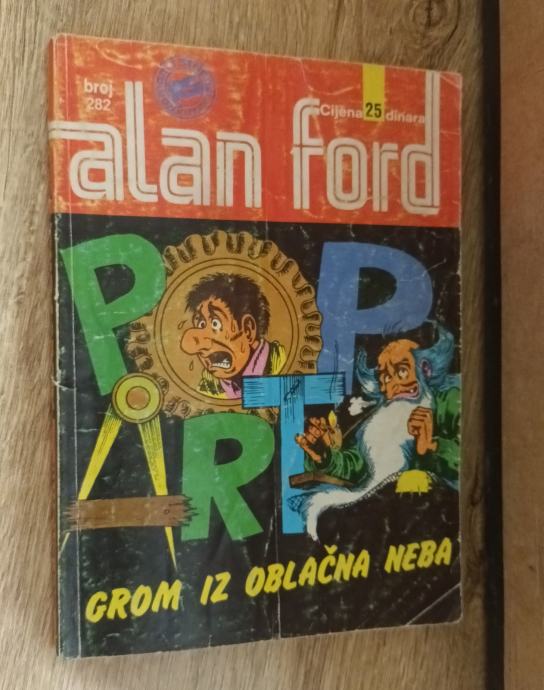 broj
282
Cijena 25 dinara
alan ford
POP
ART
GROM IZ OBLAČNA NEBA